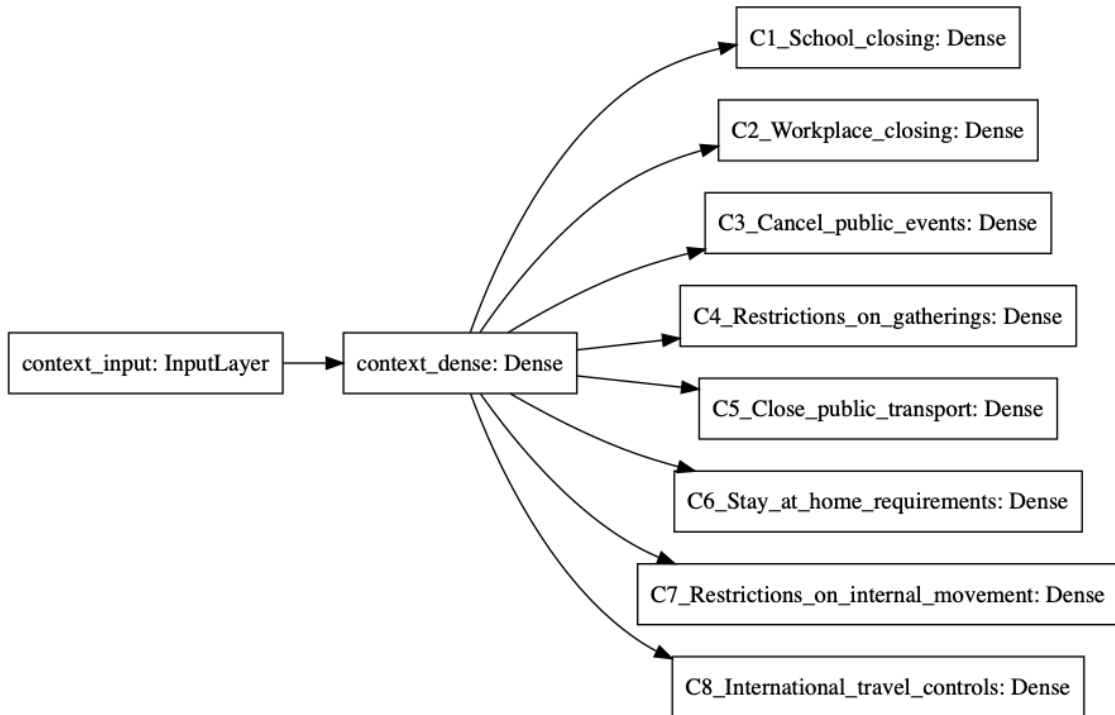 C1_School_closing: Dense
C2_Workplace_closing: Dense
C3_Cancel_public_events: Dense
C4_Restrictions_on_gatherings: Dense
context_input: InputLayer
context_dense: Dense
C5_Close_public_transport: Dense
C6_Stay_at_home_requirements: Dense
C7_Restrictions_on_internal_movement: Dense
C8_International_travel_controls: Dense